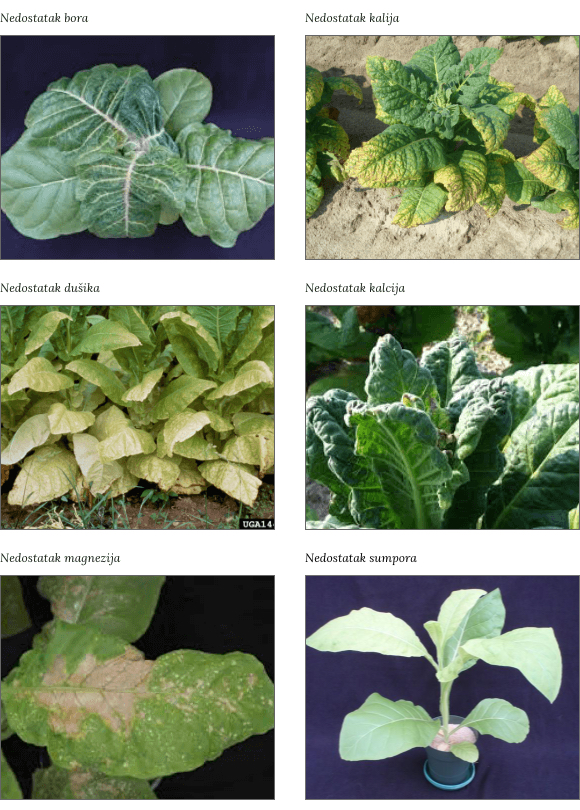 Nedostatak bora
Nedostatak kalija
Nedostatak dušika
Nedostatak kalcija
UGA14
Nedostatak magnezija
Nedostatak sumpora